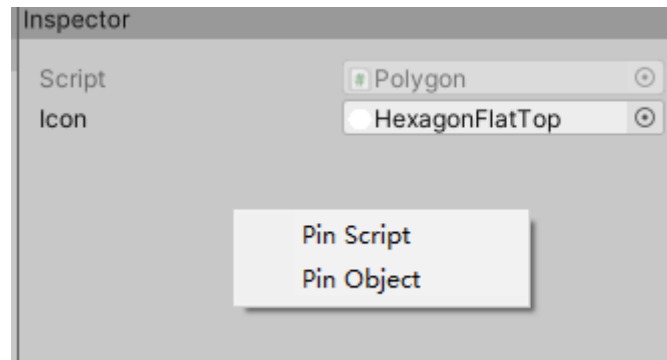 Inspector
Script Polygon
Icon HexagonFlatTop
Pin Script
Pin Object